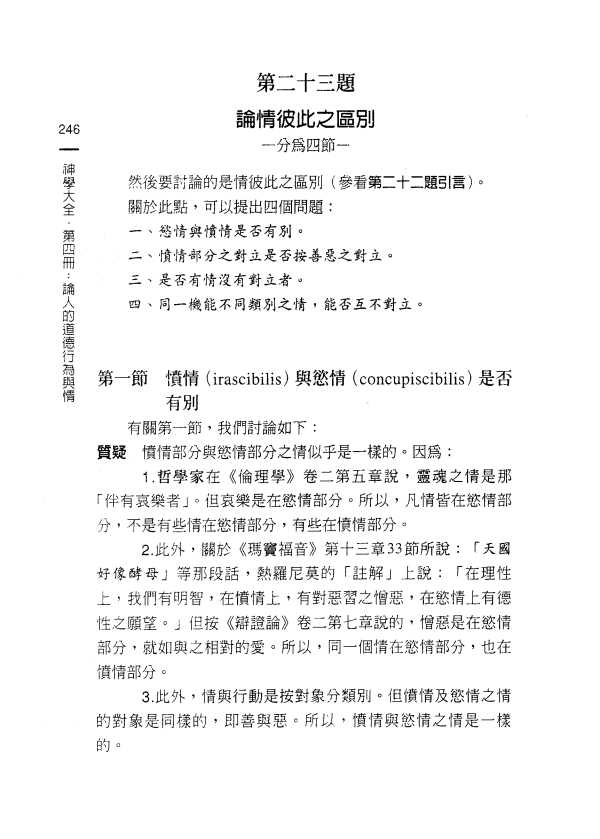 第二十三題
論情彼此之區別
—分為四節—
246
神學大全．第四冊：論人的道德行為與情
然後要討論的是情彼此之區別（參看第二十二題引言）。
關於此點，可以提出四個問題：
一、慾情與憤情是否有別。
二、憤情部分之對立是否按善惡之對立。
三、是否有情沒有對立者。
四、同一機能不同類別之情，能否互不對立。
第一節　憤情（irascibilis）與慾情（concupiscibilis）是否
有別
有關第一節，我們討論如下：
質疑　憤情部分與慾情部分之情似乎是一樣的。因為：
1.哲學家在《倫理學》卷二第五章說，靈魂之情是那
「伴有哀樂者」。但哀樂是在慾情部分。所以，凡情皆在慾情部
分，不是有些情在慾情部分，有些在憤情部分。
2.此外，關於《瑪竇福音》第十三章33節所說：「天國
好像酵母」等那段話，熱羅尼莫的「註解」上說：「在理性
上，我們有明智，在憤情上，有對惡習之憎惡，在慾情上有德
性之願望。」但按《辯證論》卷二第七章說的，憎惡是在慾情
部分，就如與之相對的愛。所以，同一個情在慾情部分，也在
憤情部分。
3.此外，情與行動是按對象分類別。但憤情及慾情之情
的對象是同樣的，即善與惡。所以，憤情與慾情之情是一樣
的。